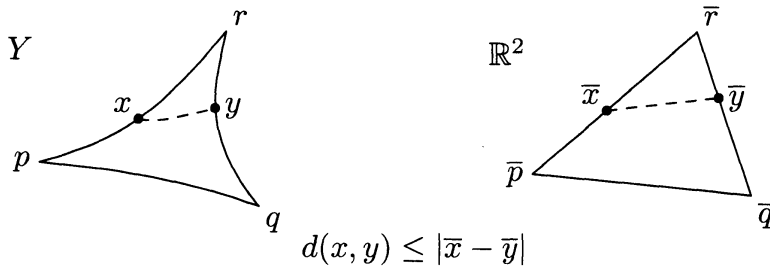 Y
r
x
y
p
q
ℝ²
r̅
x̅
y̅
p̅
q̅
d(x, y) ≤ |x̅ − y̅|